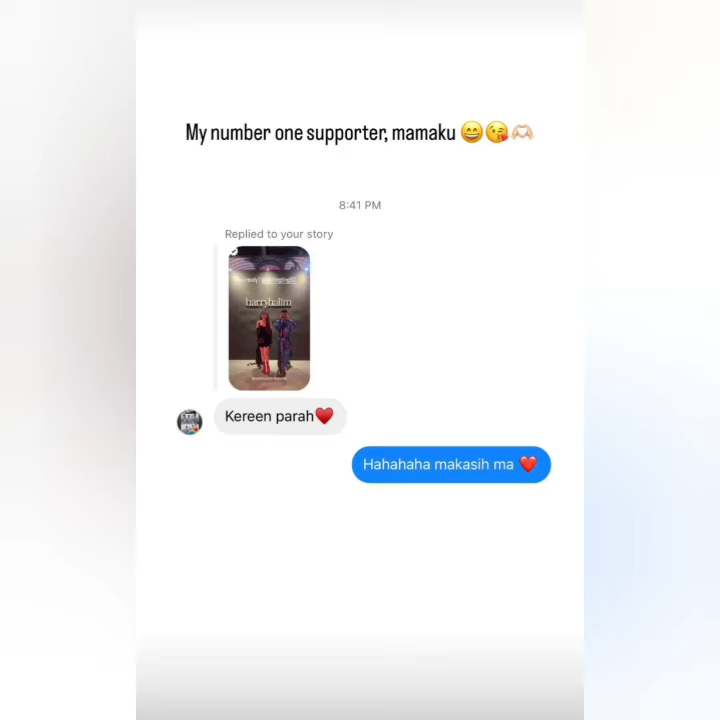 My number one supporter, mamaku 😄😘🫶🏻
8:41 PM
Replied to your story
harryhalim
Kereen parah♥️
Hahahaha makasih ma ❤️